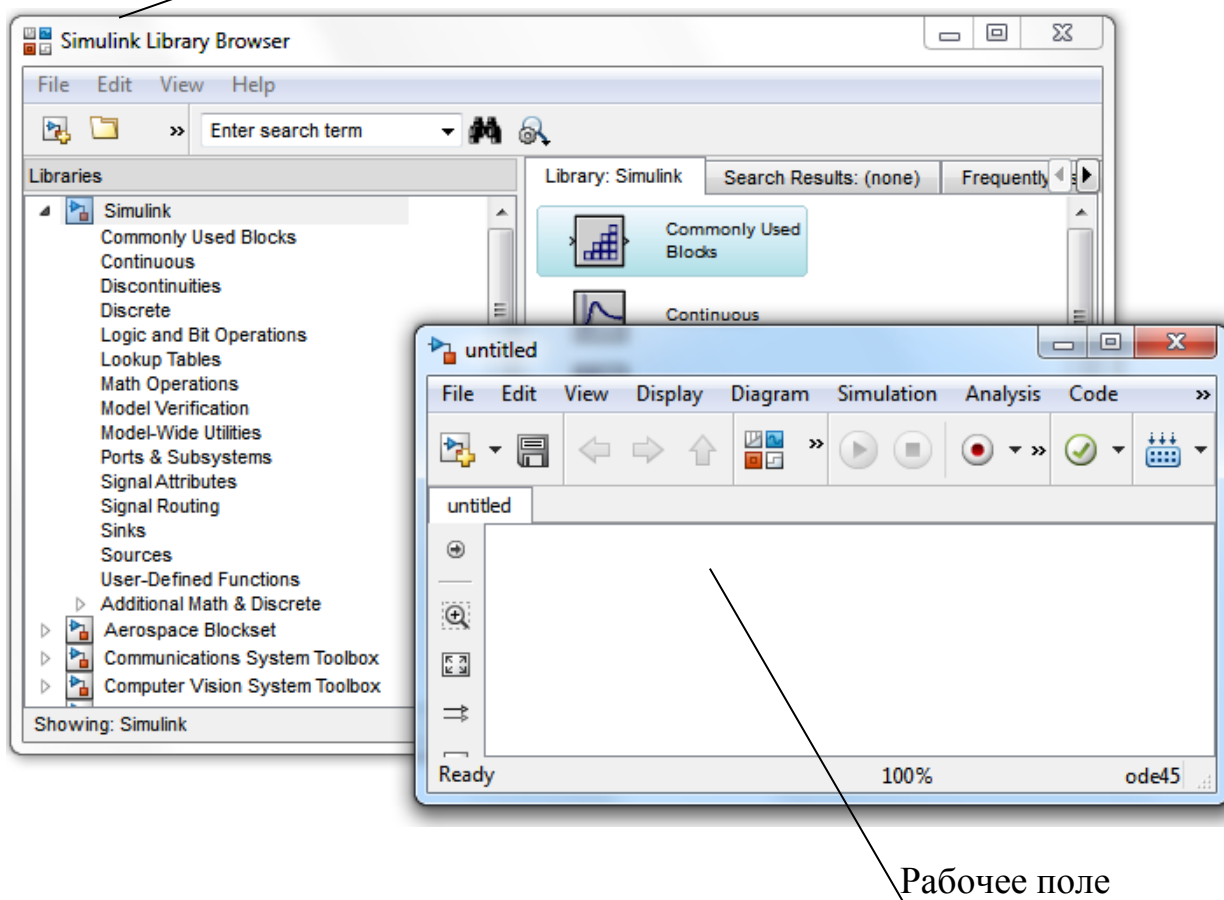 Simulink Library Browser
File Edit View Help
» Enter search term
Libraries
Library: Simulink Search Results: (none) Frequently
Simulink
Commonly Used Blocks
Continuous
Discontinuities
Discrete
Logic and Bit Operations
Lookup Tables
Math Operations
Model Verification
Model-Wide Utilities
Ports & Subsystems
Signal Attributes
Signal Routing
Sinks
Sources
User-Defined Functions
Additional Math & Discrete
Aerospace Blockset
Communications System Toolbox
Computer Vision System Toolbox
Showing: Simulink
Commonly Used
Blocks
Continuous
untitled
File Edit View Display Diagram Simulation Analysis Code »
» »
untitled
Ready 100% ode45
Рабочее поле